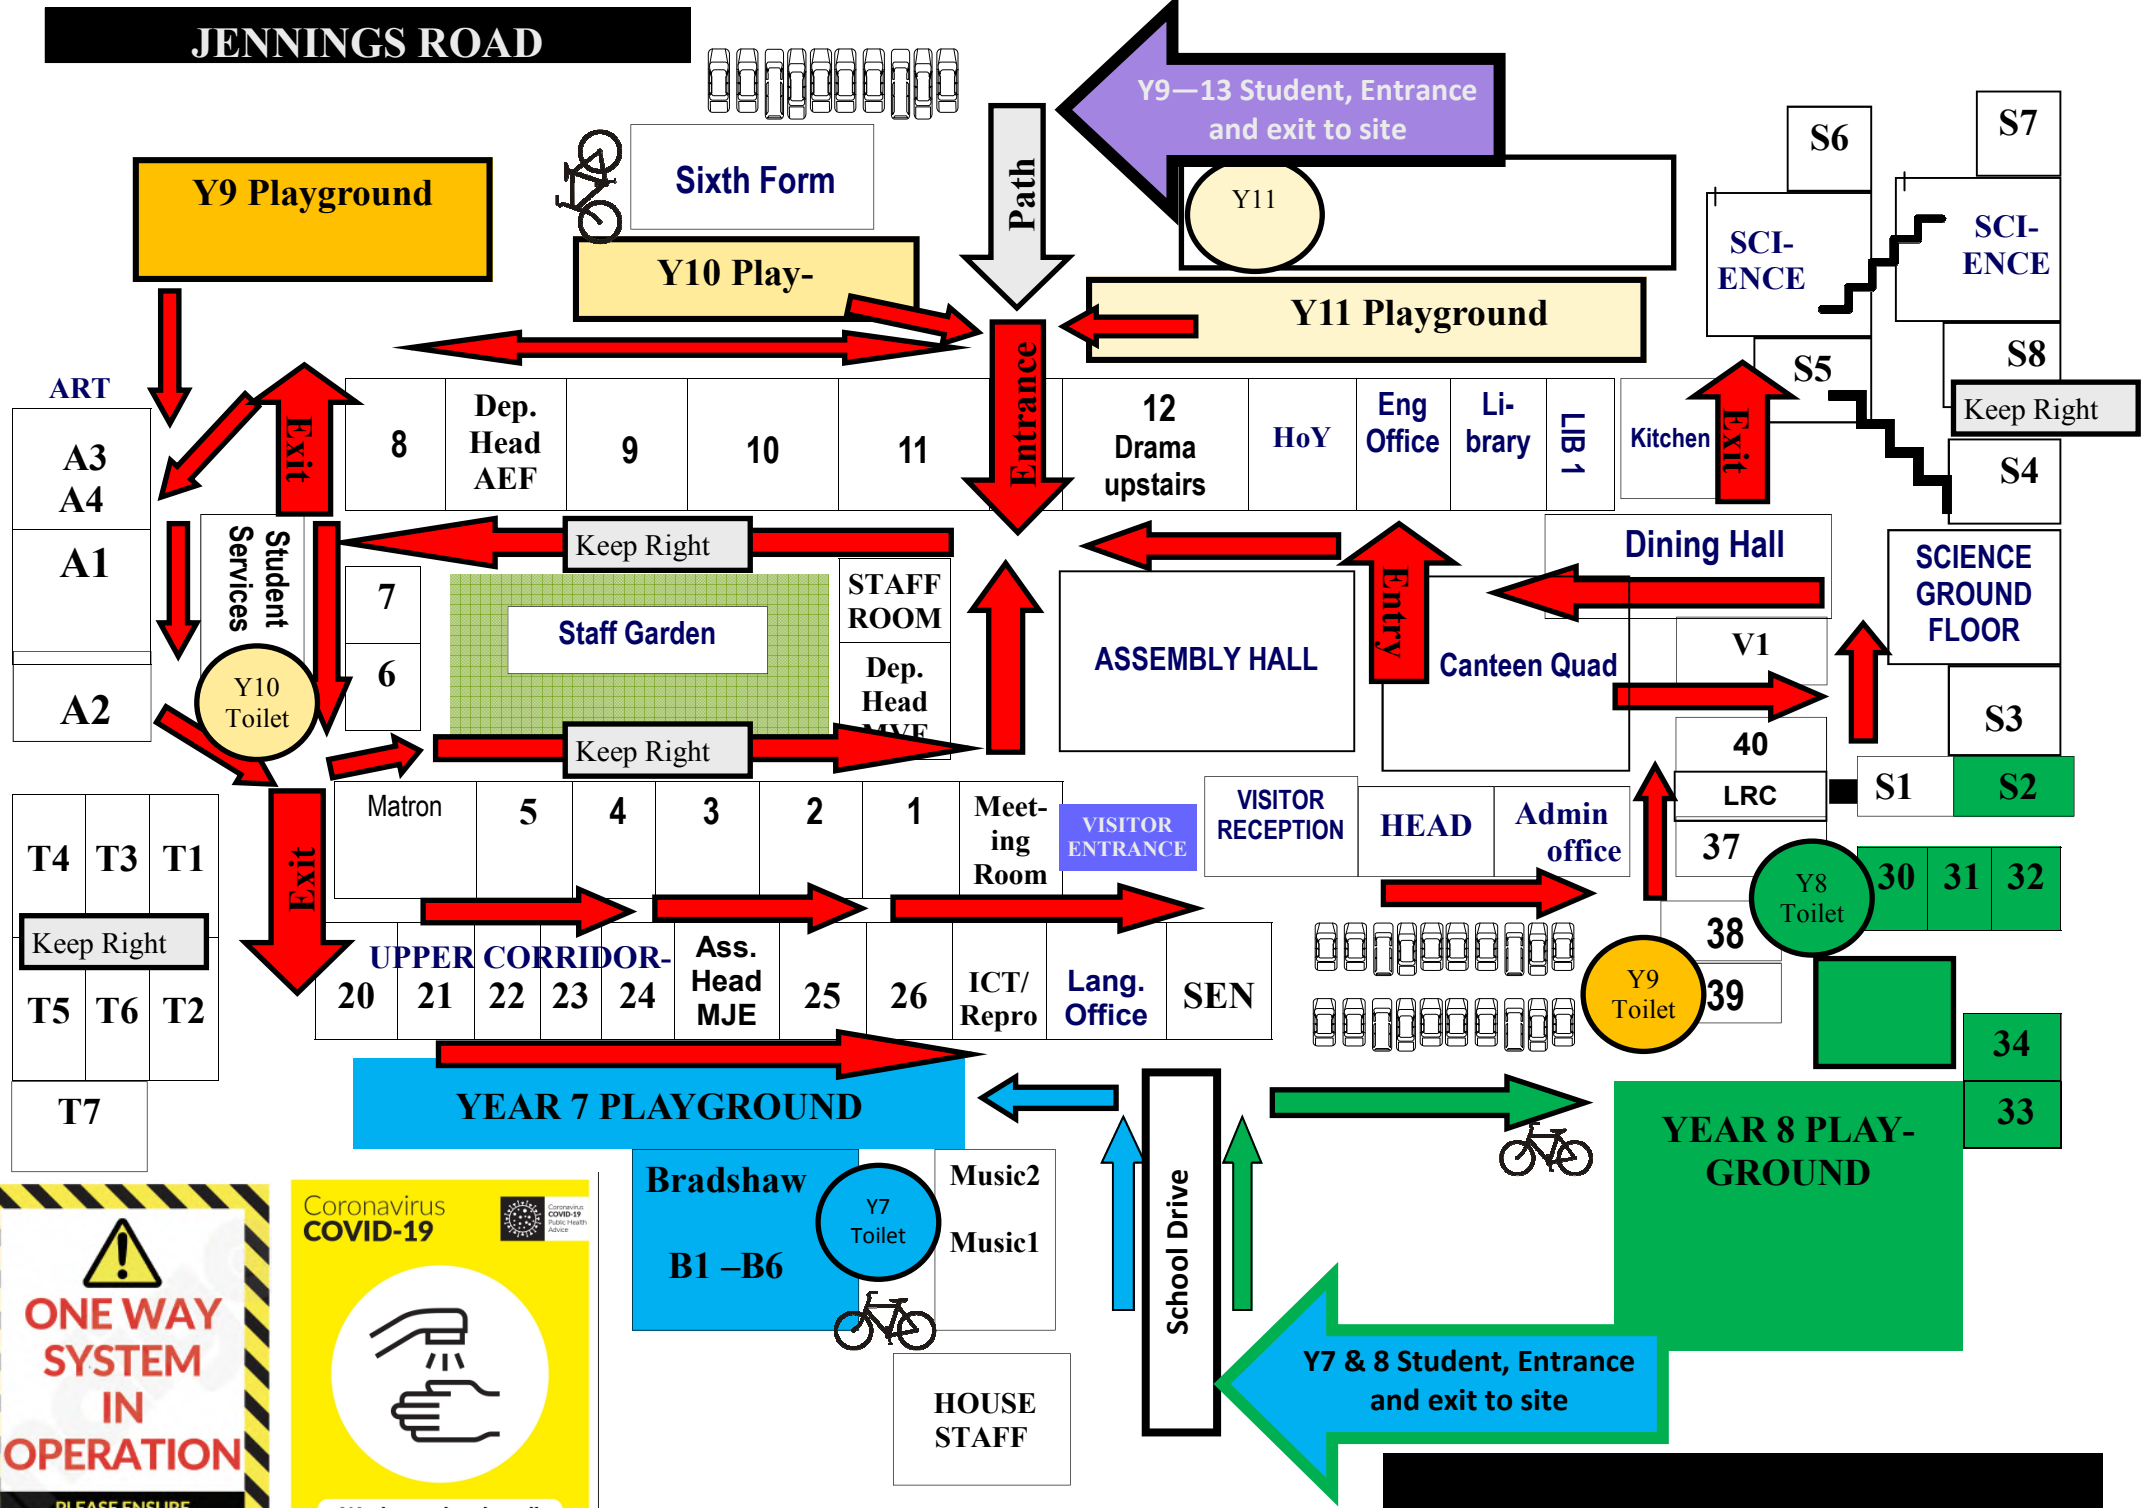 JENNINGS ROAD
Y9—13 Student, Entrance
and exit to site
S6
S7
Sixth Form
Path
Y11
Y9 Playground
SCI-
ENCE
SCI-
ENCE
Y10 Play-
Y11 Playground
S5
S8
Keep Right
ART
A3
A4
Exit
8
Dep.
Head
AEF
9
10
11
Entrance
12
Drama
upstairs
HoY
Eng
Office
Li-
brary
LIB 1
Kitchen
Exit
S4
A1
Student
Services
Keep Right
Dining Hall
SCIENCE
GROUND
FLOOR
7
Staff Garden
STAFF
ROOM
Entry
V1
6
Dep.
Head
MVF
ASSEMBLY HALL
Canteen Quad
A2
Y10
Toilet
Keep Right
S3
40
Matron
5
4
3
2
1
Meet-
ing
Room
VISITOR
ENTRANCE
VISITOR
RECEPTION
HEAD
Admin
office
LRC
S1
S2
37
T4
T3
T1
Exit
Y8
Toilet
30
31
32
Keep Right
38
UPPER CORRIDOR-
20
21
22
23
24
Ass.
Head
MJE
25
26
ICT/
Repro
Lang.
Office
SEN
Y9
Toilet
39
T5
T6
T2
34
T7
YEAR 7 PLAYGROUND
33
YEAR 8 PLAY-
GROUND
Bradshaw
B1 –B6
Y7
Toilet
Music2
Music1
School Drive
Coronavirus
COVID-19
Coronavirus
COVID-19
Public Health
Advice
ONE WAY
SYSTEM
IN
OPERATION
PLEASE ENSURE
Y7 & 8 Student, Entrance
and exit to site
HOUSE
STAFF